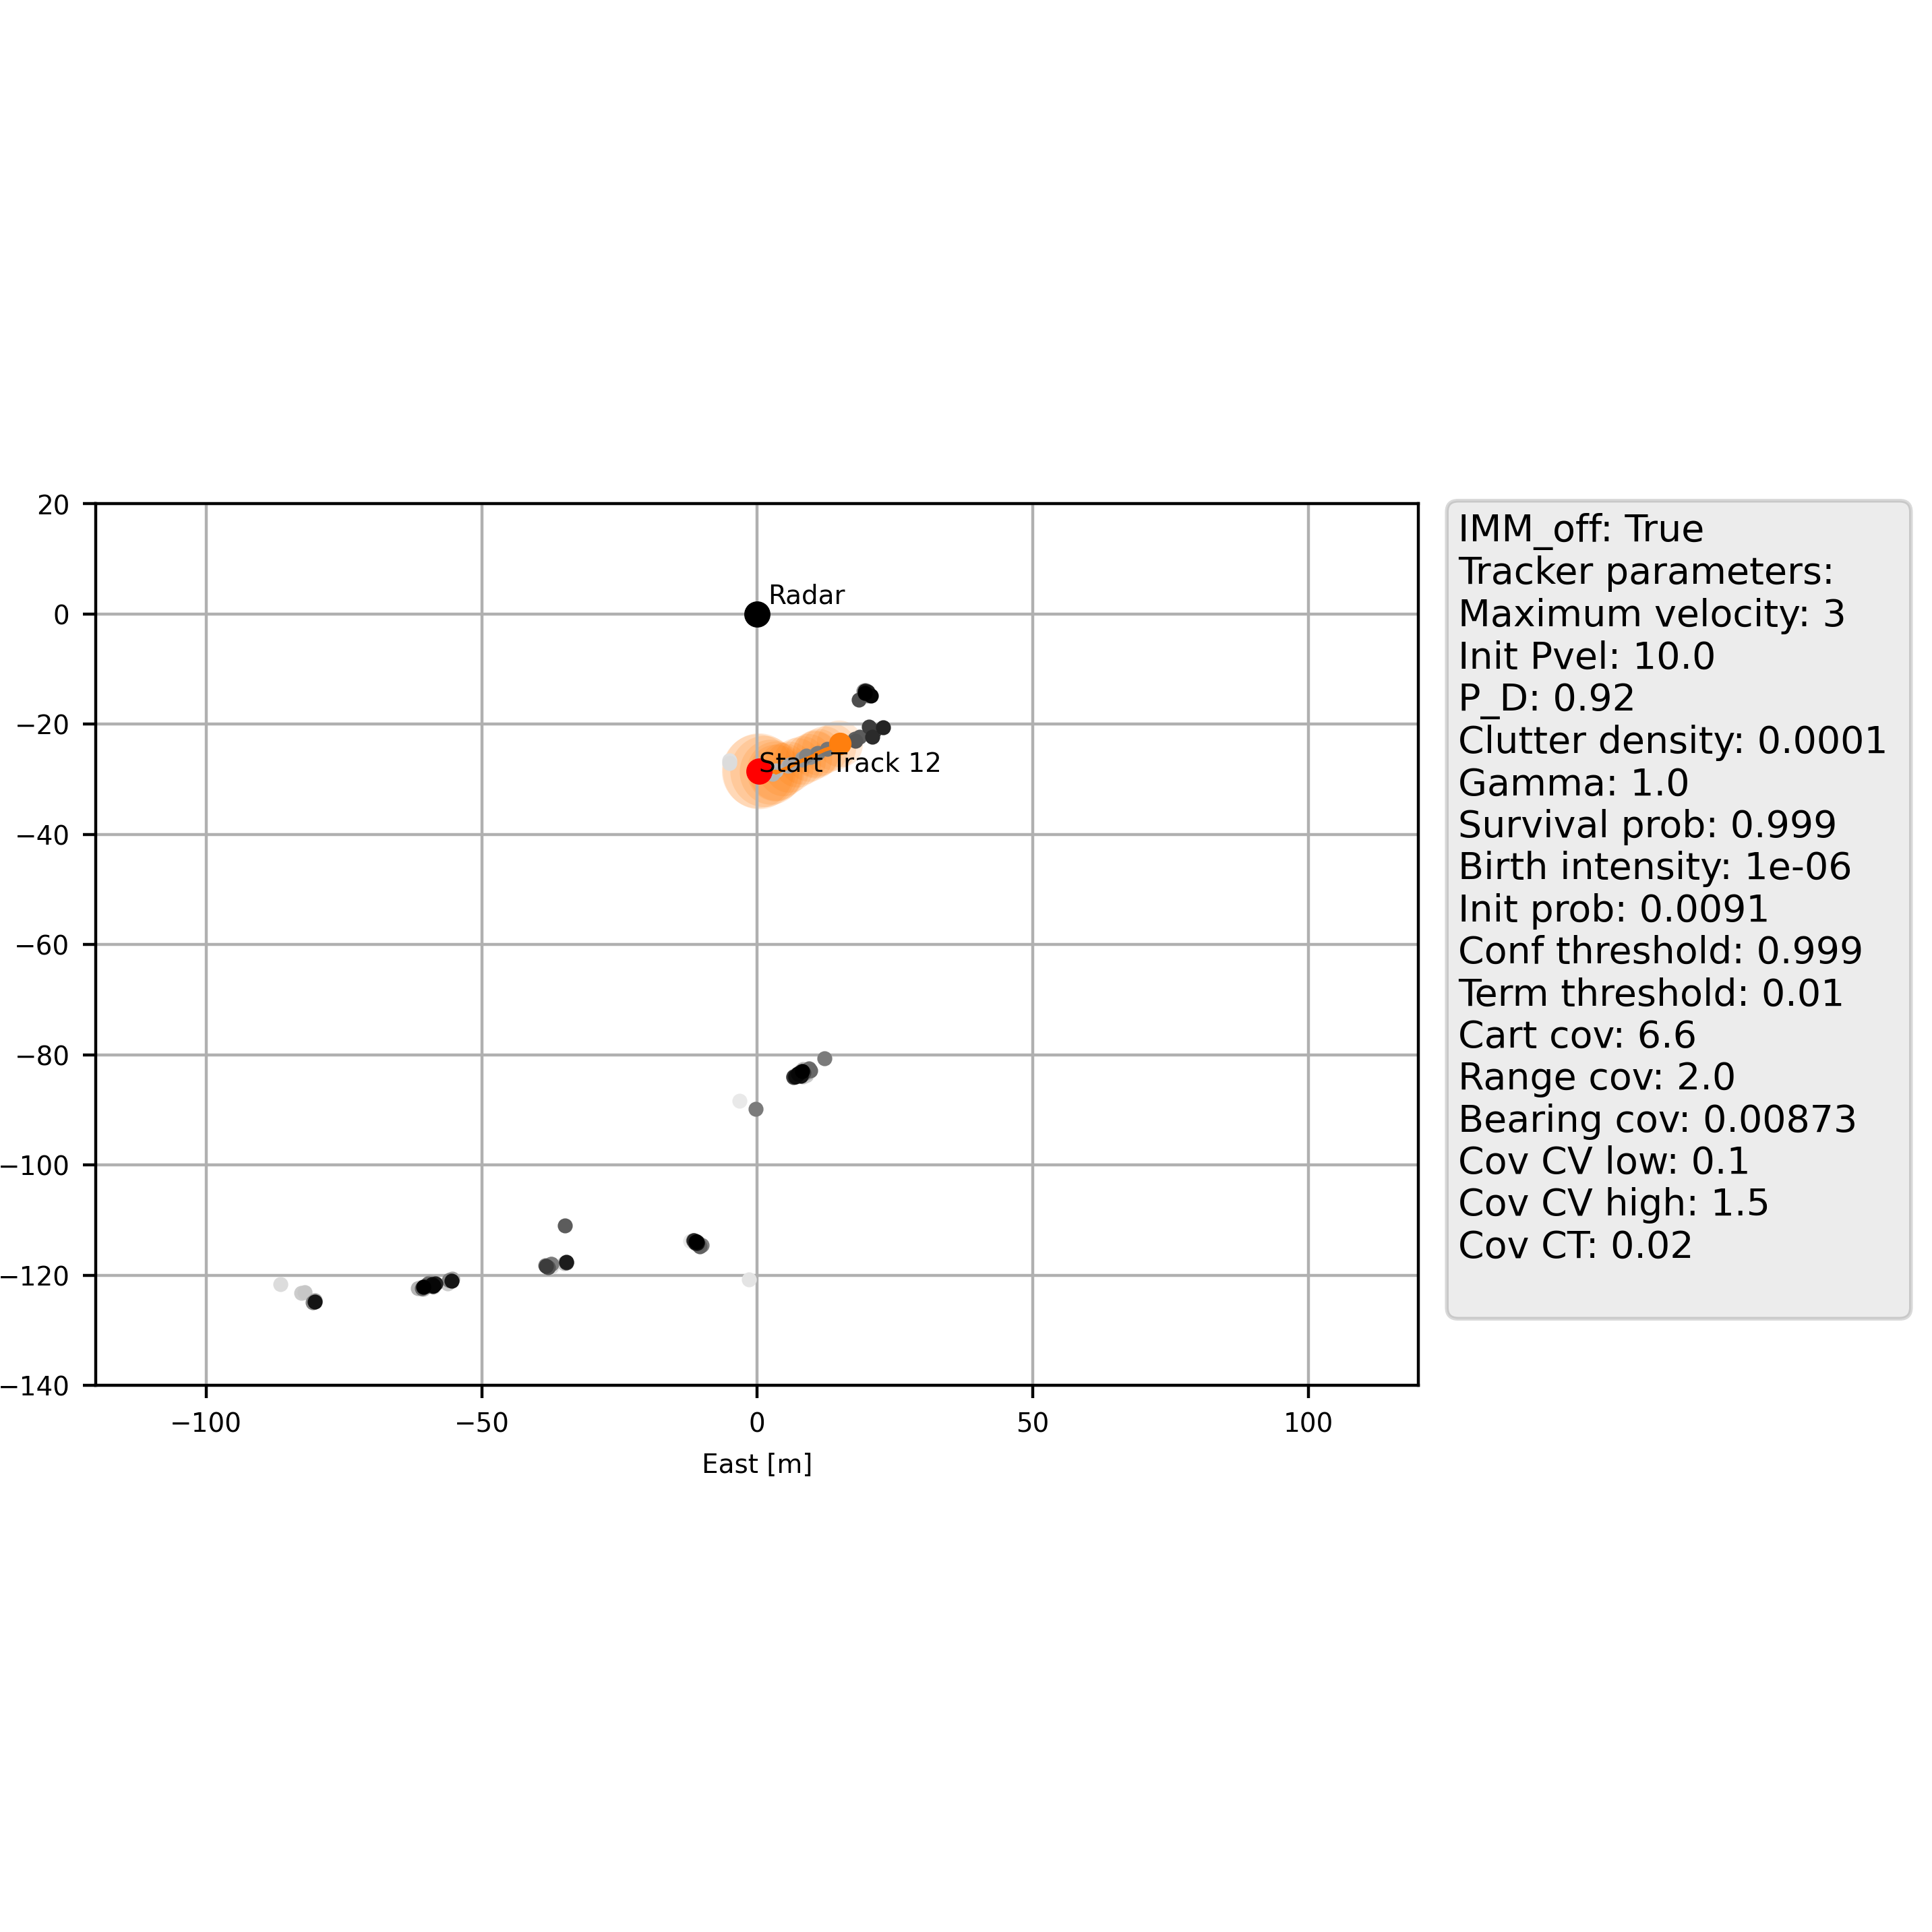 20
0
−20
−40
−60
−80
−100
−120
−140
−100
−50
0
50
100
East [m]
Radar
Start Track 12
IMM_off: True
Tracker parameters:
Maximum velocity: 3
Init Pvel: 10.0
P_D: 0.92
Clutter density: 0.0001
Gamma: 1.0
Survival prob: 0.999
Birth intensity: 1e-06
Init prob: 0.0091
Conf threshold: 0.999
Term threshold: 0.01
Cart cov: 6.6
Range cov: 2.0
Bearing cov: 0.00873
Cov CV low: 0.1
Cov CV high: 1.5
Cov CT: 0.02